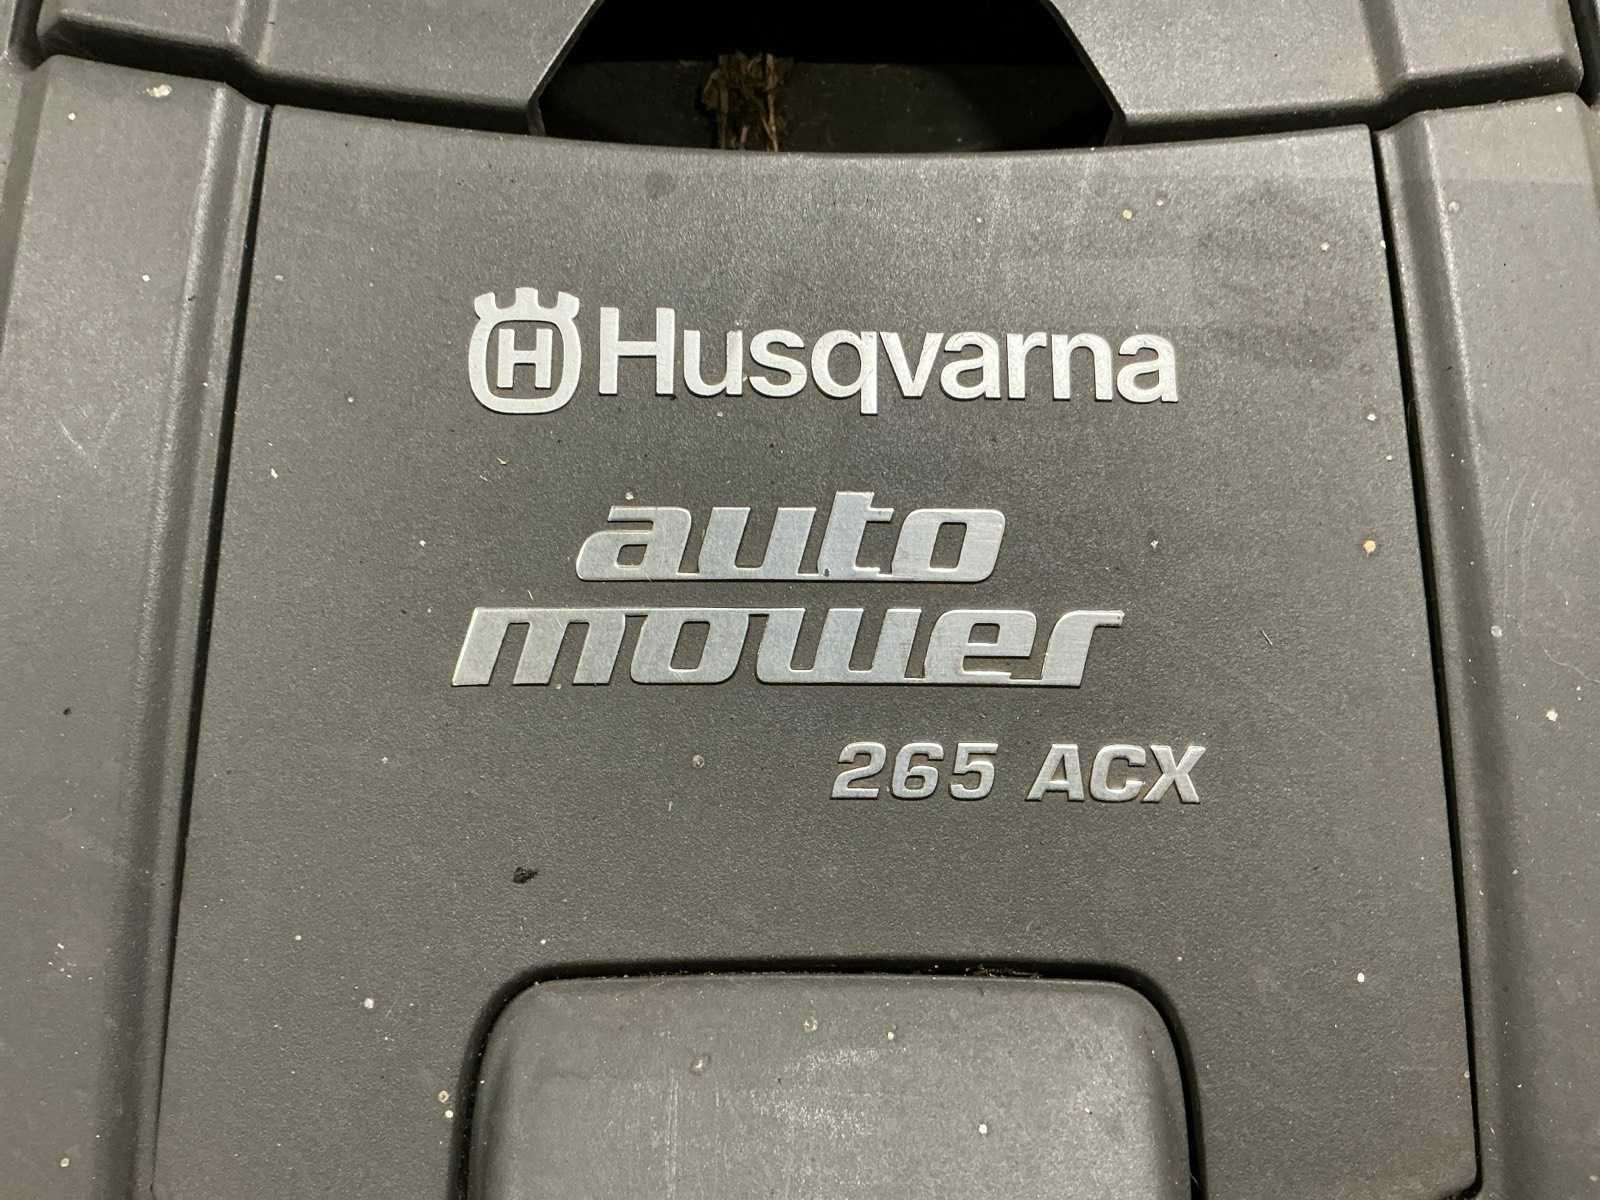 H Husqvarna
auto
mower
265 ACX